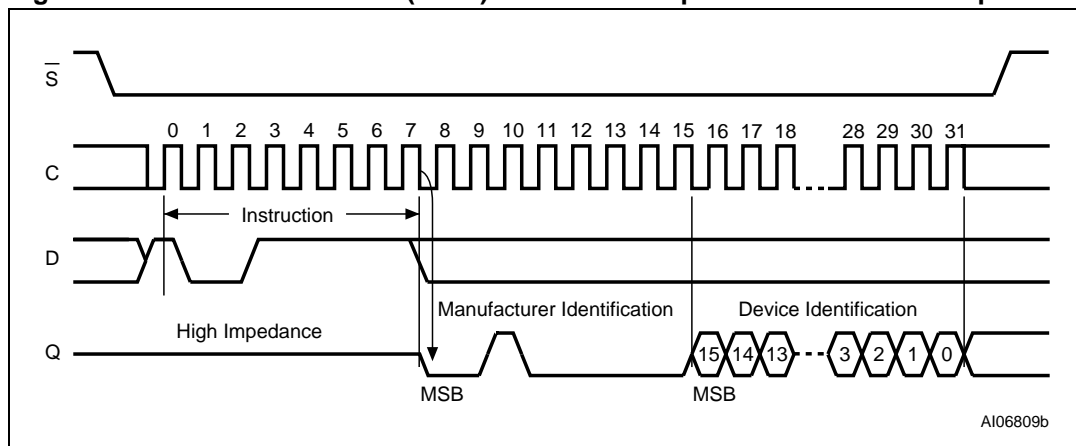 S
0 1 2 3 4 5 6 7 8 9 10 11 12 13 14 15 16 17 18 28 29 30 31
C
Instruction
D
Manufacturer Identification Device Identification
High Impedance
Q 15 14 13 3 2 1 0
MSB MSB
AI06809b